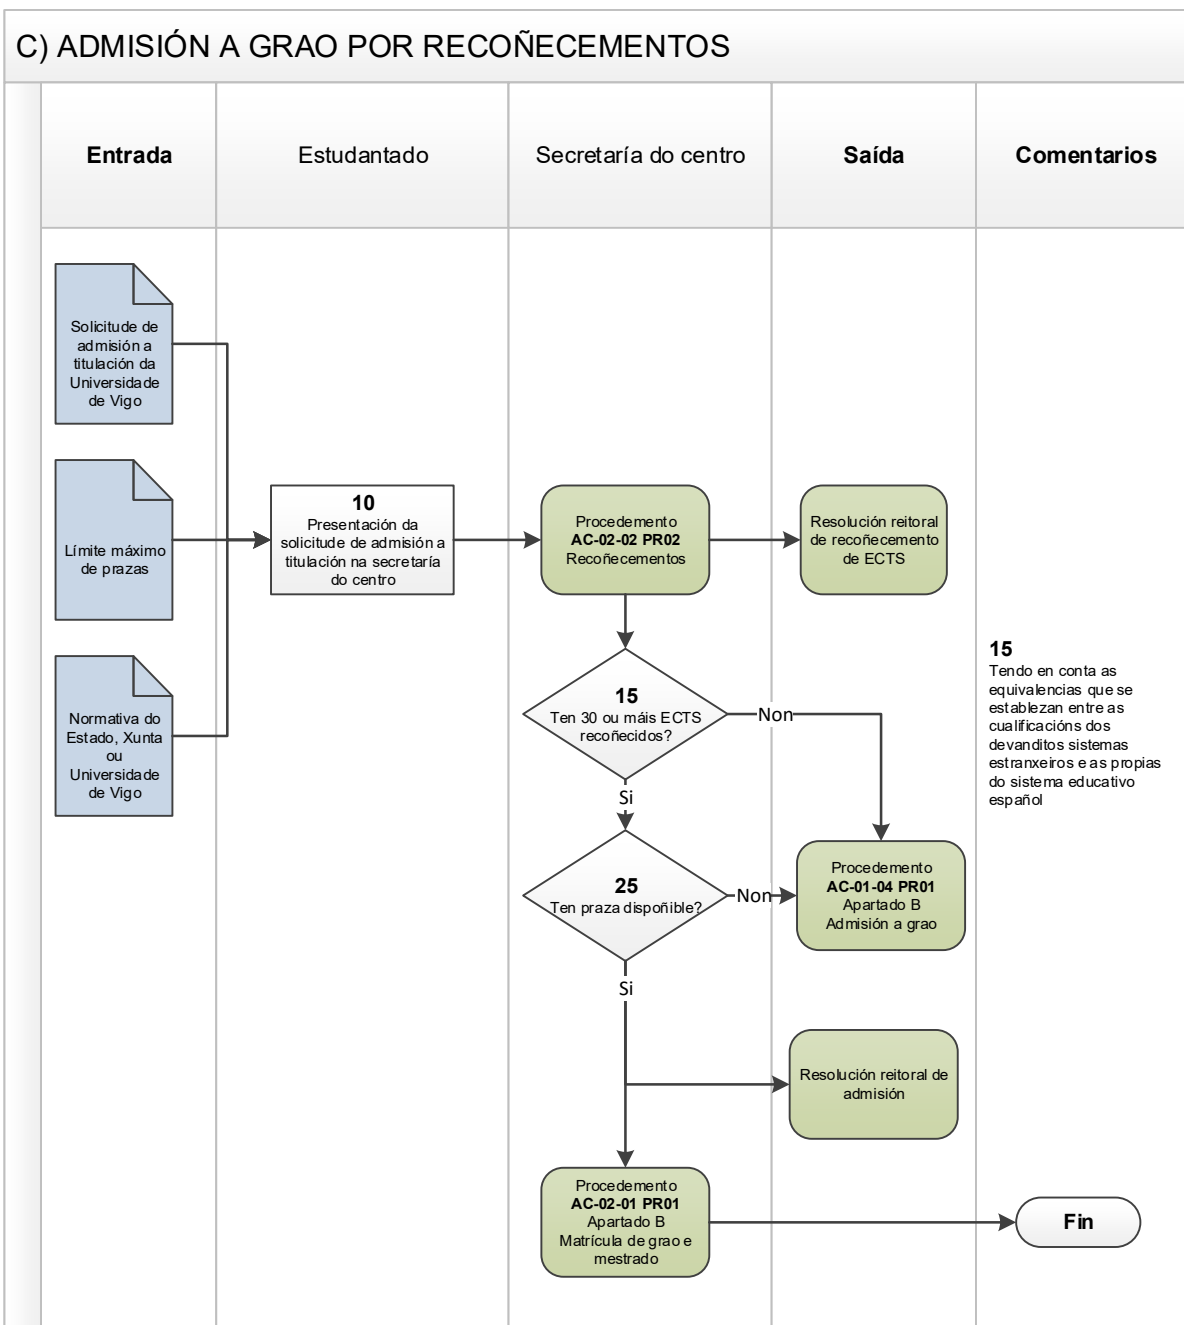 C) ADMISIÓN A GRAO POR RECOÑECEMENTOS
Entrada
Estudantado
Secretaría do centro
Saída
Comentarios
Solicitude de
admisión a
titulación da
Universidade
de Vigo
Límite máximo
de prazas
Normativa do
Estado, Xunta
ou
Universidade
de Vigo
10
Presentación da
solicitude de admisión a
titulación na secretaría
do centro
Procedemento
AC-02-02 PR02
Recoñecementos
Resolución reitoral
de recoñecemento
de ECTS
15
Ten 30 ou máis ECTS
recoñecidos?
Non
Si
15
Tendo en conta as
equivalencias que se
establezan entre as
cualificacións dos
devanditos sistemas
estranxeiros e as propias
do sistema educativo
español
25
Ten praza dispoñible?
Non
Si
Procedemento
AC-01-04 PR01
Apartado B
Admisión a grao
Resolución reitoral de
admisión
Procedemento
AC-02-01 PR01
Apartado B
Matrícula de grao e
mestrado
Fin